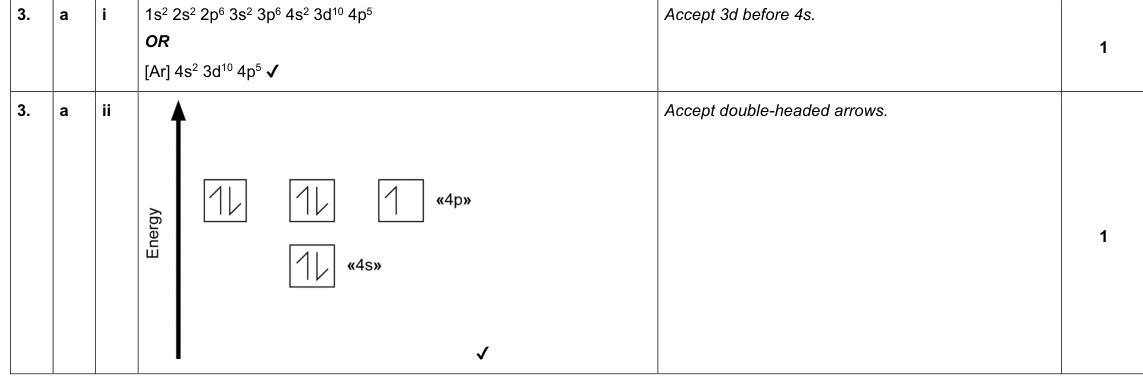 3. a i 1s² 2s² 2p⁶ 3s² 3p⁶ 4s² 3d¹⁰ 4p⁵ Accept 3d before 4s.
OR
1
[Ar] 4s² 3d¹⁰ 4p⁵ ✓
3. a ii Accept double-headed arrows.
«4p»
Energy
1
«4s»
✓